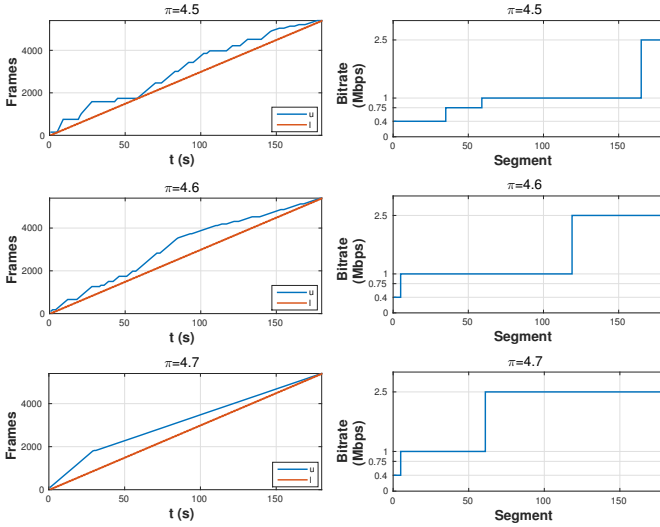 π=4.5
Frames
4000
2000
0
0
50
100
150
t (s)
u
l
π=4.5
Bitrate
(Mbps)
2.5
1
0.75
0.4
0
0
50
100
150
Segment
π=4.6
Frames
4000
2000
0
0
50
100
150
t (s)
u
l
π=4.6
Bitrate
(Mbps)
2.5
1
0.75
0.4
0
0
50
100
150
Segment
π=4.7
Frames
4000
2000
0
0
50
100
150
t (s)
u
l
π=4.7
Bitrate
(Mbps)
2.5
1
0.75
0.4
0
0
50
100
150
Segment